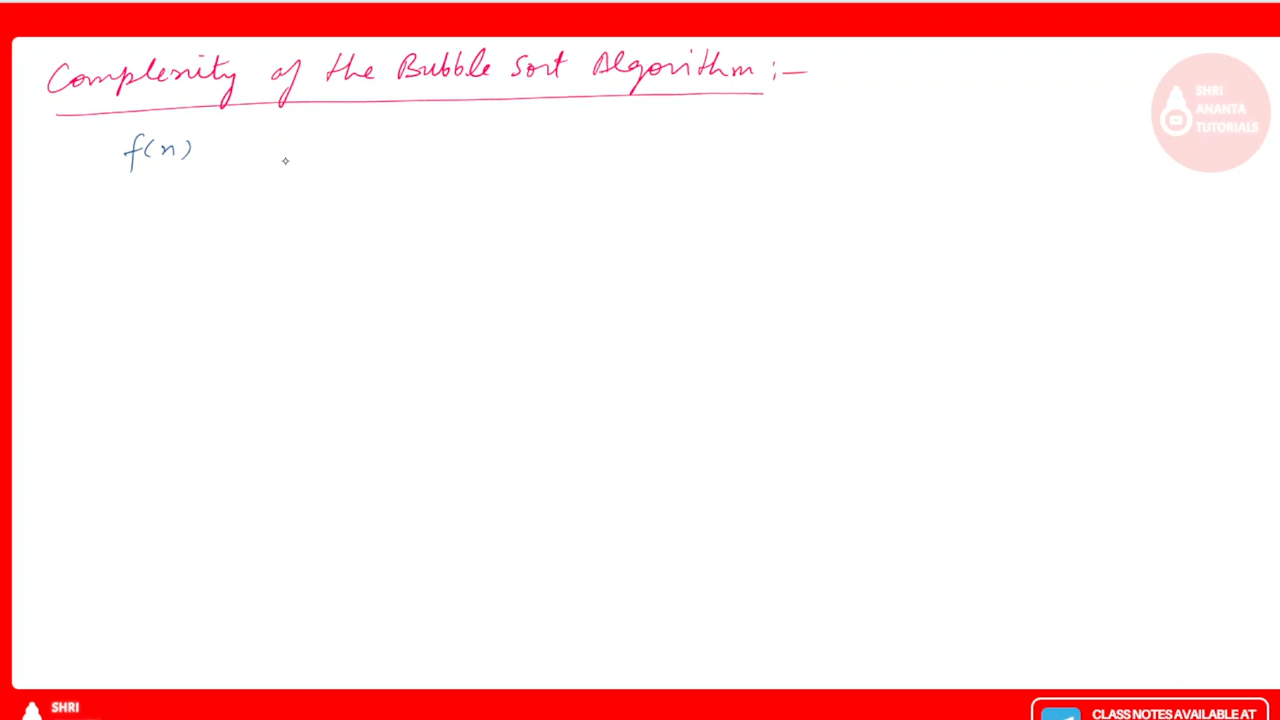 Complexity of the Bubble Sort Algorithm :-
f(n)
SHRI
ANANTA
TUTORIALS
SHRI
CLASS NOTES AVAILABLE AT